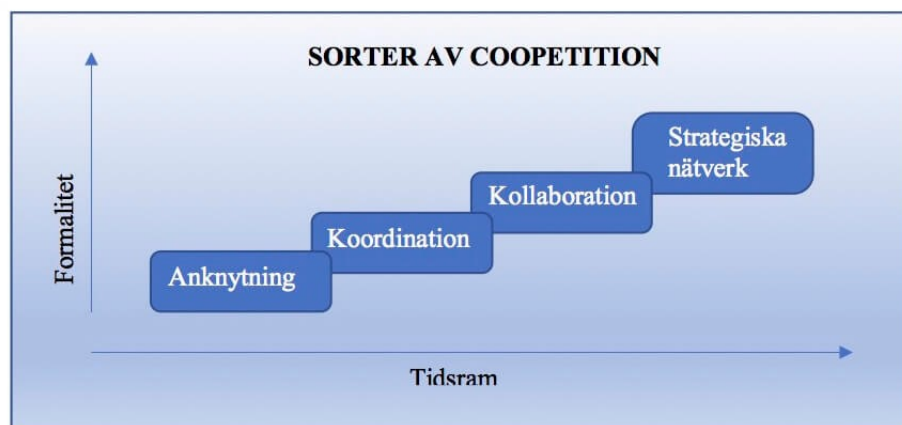 SORTER AV COOPETITION
Strategiska
nätverk
Kollaboration
Koordination
Anknytning
Formalitet
Tidsram